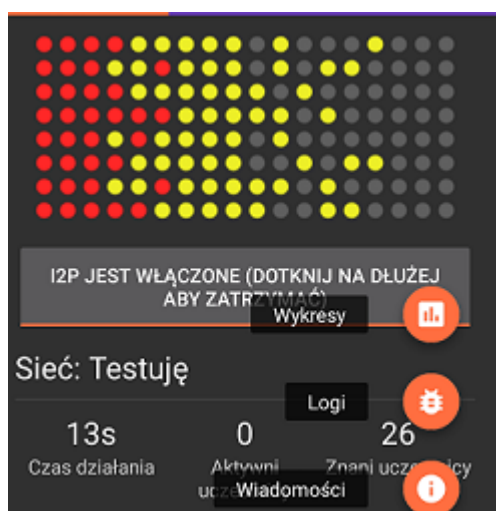 I2P JEST WŁĄCZONE (DOTKNIJ NA DŁUŻEJ
ABY ZATRZYMAĆ)
Wykresy
Sieć: Testuję
Logi
13s
0
26
Czas działania
Aktywni
Znani
Wiadomości